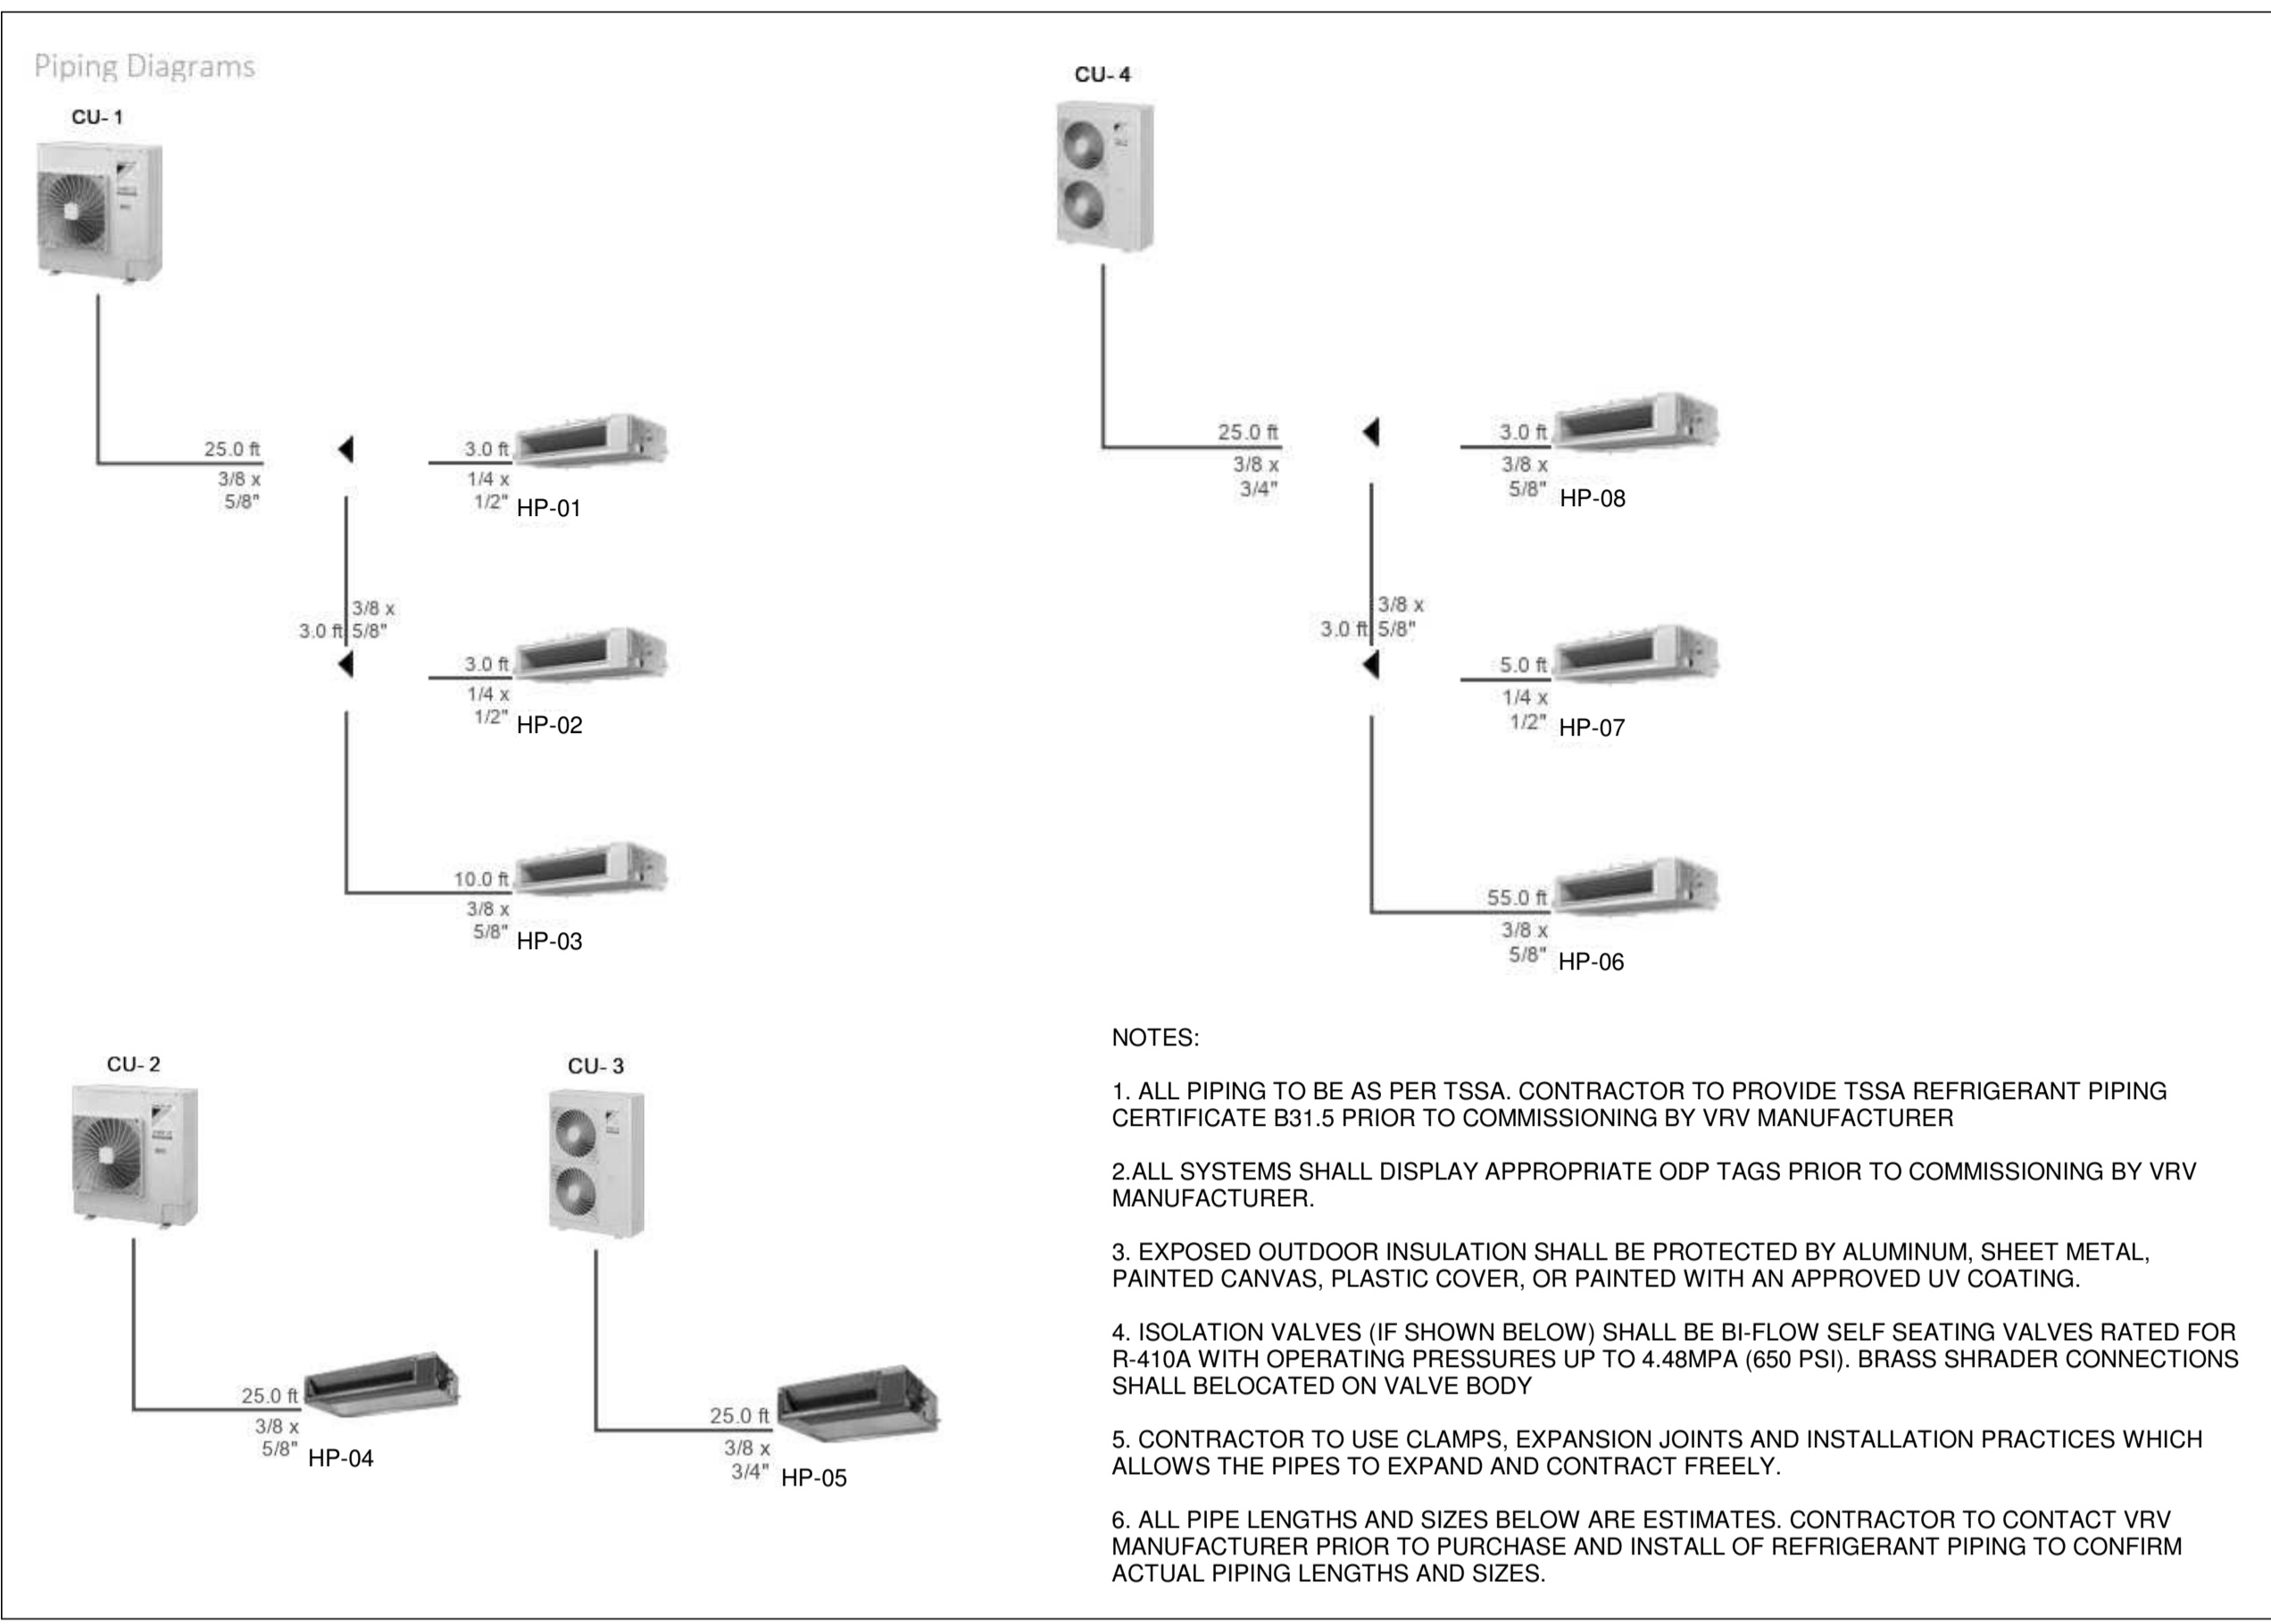 Piping Diagrams
CU- 1
25.0 ft
3/8 x
5/8"
3.0 ft
1/4 x
1/2"
HP-01
3/8 x
3.0 ft 5/8"
3.0 ft
1/4 x
1/2"
HP-02
10.0 ft
3/8 x
5/8"
HP-03
CU- 4
25.0 ft
3/8 x
3/4"
3.0 ft
3/8 x
5/8"
HP-08
3/8 x
3.0 ft 5/8"
5.0 ft
1/4 x
1/2"
HP-07
55.0 ft
3/8 x
5/8"
HP-06
CU- 2
25.0 ft
3/8 x
5/8"
HP-04
CU- 3
25.0 ft
3/8 x
3/4"
HP-05
NOTES:
1. ALL PIPING TO BE AS PER TSSA. CONTRACTOR TO PROVIDE TSSA REFRIGERANT PIPING
CERTIFICATE B31.5 PRIOR TO COMMISSIONING BY VRV MANUFACTURER
2.ALL SYSTEMS SHALL DISPLAY APPROPRIATE ODP TAGS PRIOR TO COMMISSIONING BY VRV
MANUFACTURER.
3. EXPOSED OUTDOOR INSULATION SHALL BE PROTECTED BY ALUMINUM, SHEET METAL,
PAINTED CANVAS, PLASTIC COVER, OR PAINTED WITH AN APPROVED UV COATING.
4. ISOLATION VALVES (IF SHOWN BELOW) SHALL BE BI-FLOW SELF SEATING VALVES RATED FOR
R-410A WITH OPERATING PRESSURES UP TO 4.48MPA (650 PSI). BRASS SHRADER CONNECTIONS
SHALL BELOCATED ON VALVE BODY
5. CONTRACTOR TO USE CLAMPS, EXPANSION JOINTS AND INSTALLATION PRACTICES WHICH
ALLOWS THE PIPES TO EXPAND AND CONTRACT FREELY.
6. ALL PIPE LENGTHS AND SIZES BELOW ARE ESTIMATES. CONTRACTOR TO CONTACT VRV
MANUFACTURER PRIOR TO PURCHASE AND INSTALL OF REFRIGERANT PIPING TO CONFIRM
ACTUAL PIPING LENGTHS AND SIZES.